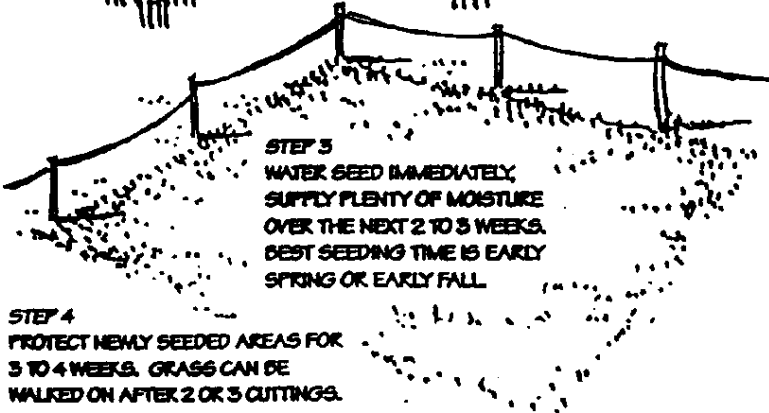 STEP 3
WATER SEED IMMEDIATELY,
SUPPLY PLENTY OF MOISTURE
OVER THE NEXT 2 TO 3 WEEKS.
BEST SEEDING TIME IS EARLY
SPRING OR EARLY FALL.
STEP 4
PROTECT NEWLY SEEDED AREAS FOR
3 TO 4 WEEKS. GRASS CAN BE
WALKED ON AFTER 2 OR 3 CUTTINGS.